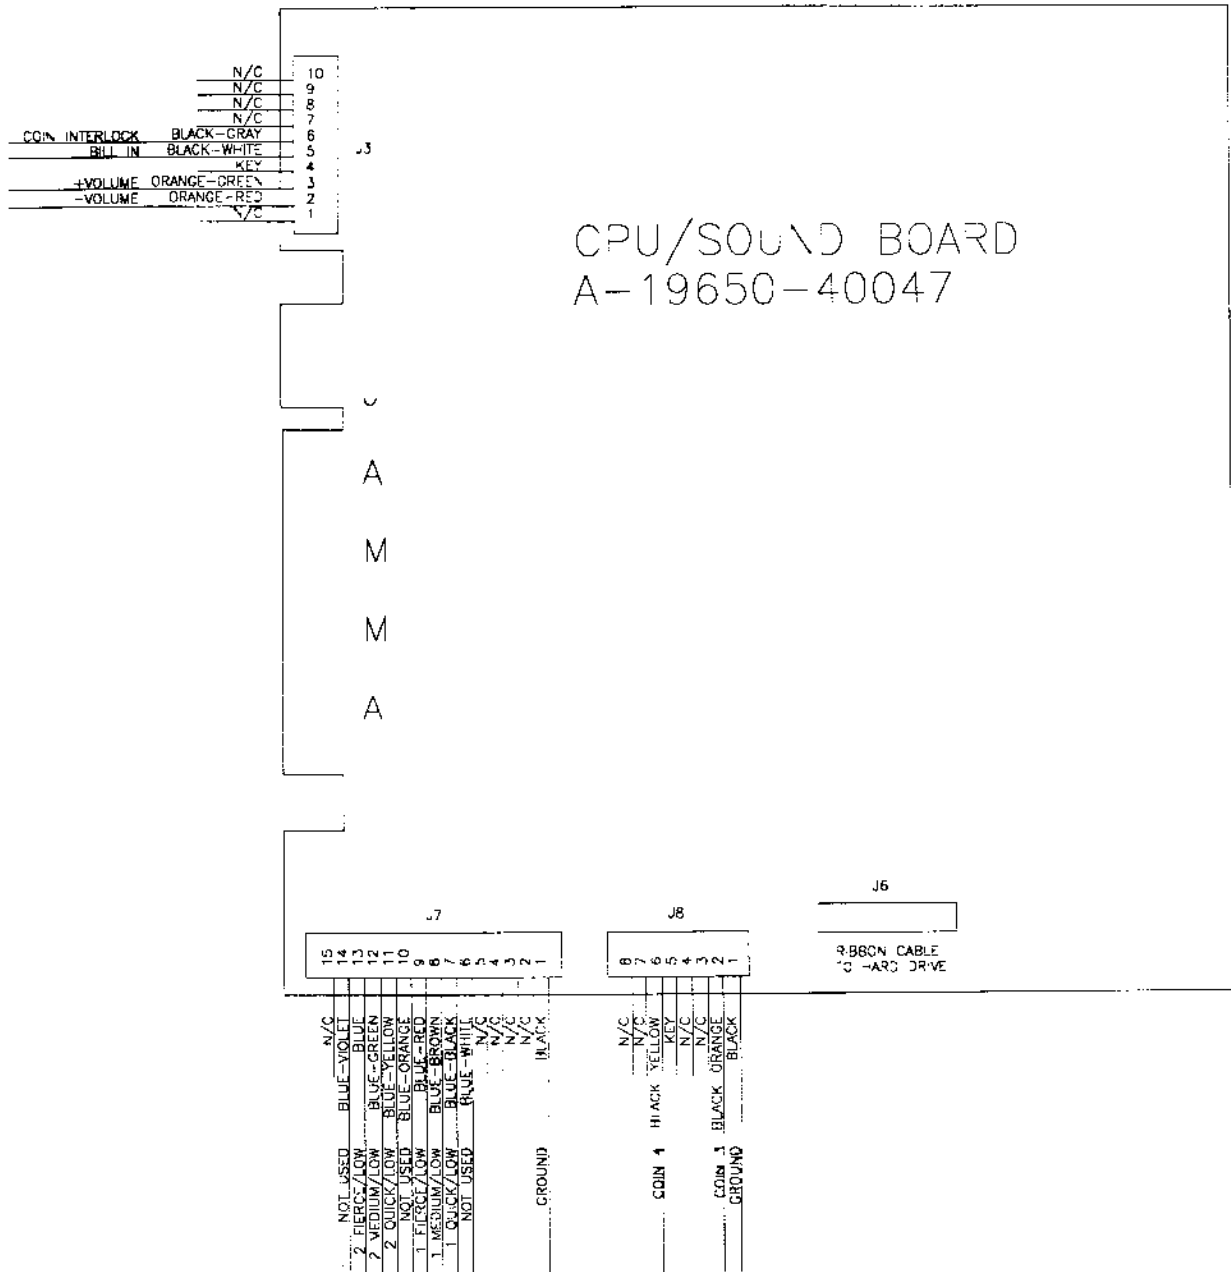 N/C 10
N/C 9
N/C 8
N/C 7
COIN INTERLOCK BLACK-GRAY 6
BILL IN BLACK-WHITE 5
KEY 4
+VOLUME ORANGE-GREEN 3
-VOLUME ORANGE-RED 2
N/C 1
J3
CPU/SOUND BOARD
A-19650-40047
J
A
M
M
A
J7
15 14 13 12 11 10 9 8 7 6 5 4 3 2 1
J8
8 7 6 5 4 3 2 1
J6
RIBBON CABLE
TO HARD DRIVE
N/C
NOT USED BLUE-VIOLET
2 FIERCE/LOW BLUE
2 MEDIUM/LOW BLUE-GREEN
2 QUICK/LOW BLUE-YELLOW
NOT USED BLUE-ORANGE
1 FIERCE/LOW BLUE-RED
1 MEDIUM/LOW BLUE-BROWN
1 QUICK/LOW BLUE-BLACK
NOT USED BLUE-WHITE
N/C
N/C
N/C
N/C
GROUND BLACK
N/C
N/C
COIN 4 BLACK YELLOW
KEY
N/C
N/C
COIN 3 BLACK ORANGE
GROUND BLACK